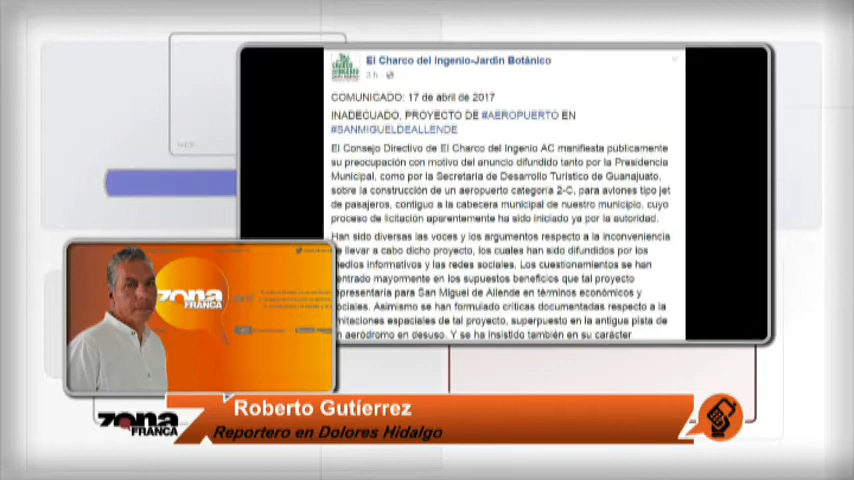 El Charco del Ingenio-Jardín Botánico
3 h ·
COMUNICADO: 17 de abril de 2017
INADECUADO, PROYECTO DE #AEROPUERTO EN
#SANMIGUELDEALLENDE
El Consejo Directivo de El Charco del Ingenio AC manifiesta públicamente
su preocupación con motivo del anuncio difundido tanto por la Presidencia
Municipal, como por la Secretaría de Desarrollo Turístico de Guanajuato,
sobre la construcción de un aeropuerto categoría 2-C, para aviones tipo jet
de pasajeros, contiguo a la cabecera municipal de nuestro municipio, cuyo
proceso de licitación aparentemente ha sido iniciado ya por la autoridad.
Han sido diversas las voces y los argumentos respecto a la inconveniencia
de llevar a cabo dicho proyecto, los cuales han sido difundidos por los
medios informativos y las redes sociales. Los cuestionamientos se han
entrado mayormente en los supuestos beneficios que tal proyecto
representaría para San Miguel de Allende en términos económicos y
ociales. Asimismo se han formulado críticas documentadas respecto a la
mitaciones espaciales de tal proyecto, superpuesto en la antigua pista de
n aeródromo en desuso. Y se ha insistido también en su carácter
zona
FRANCA
Roberto Gutíerrez
Reportero en Dolores Hidalgo
zona
FRANCA